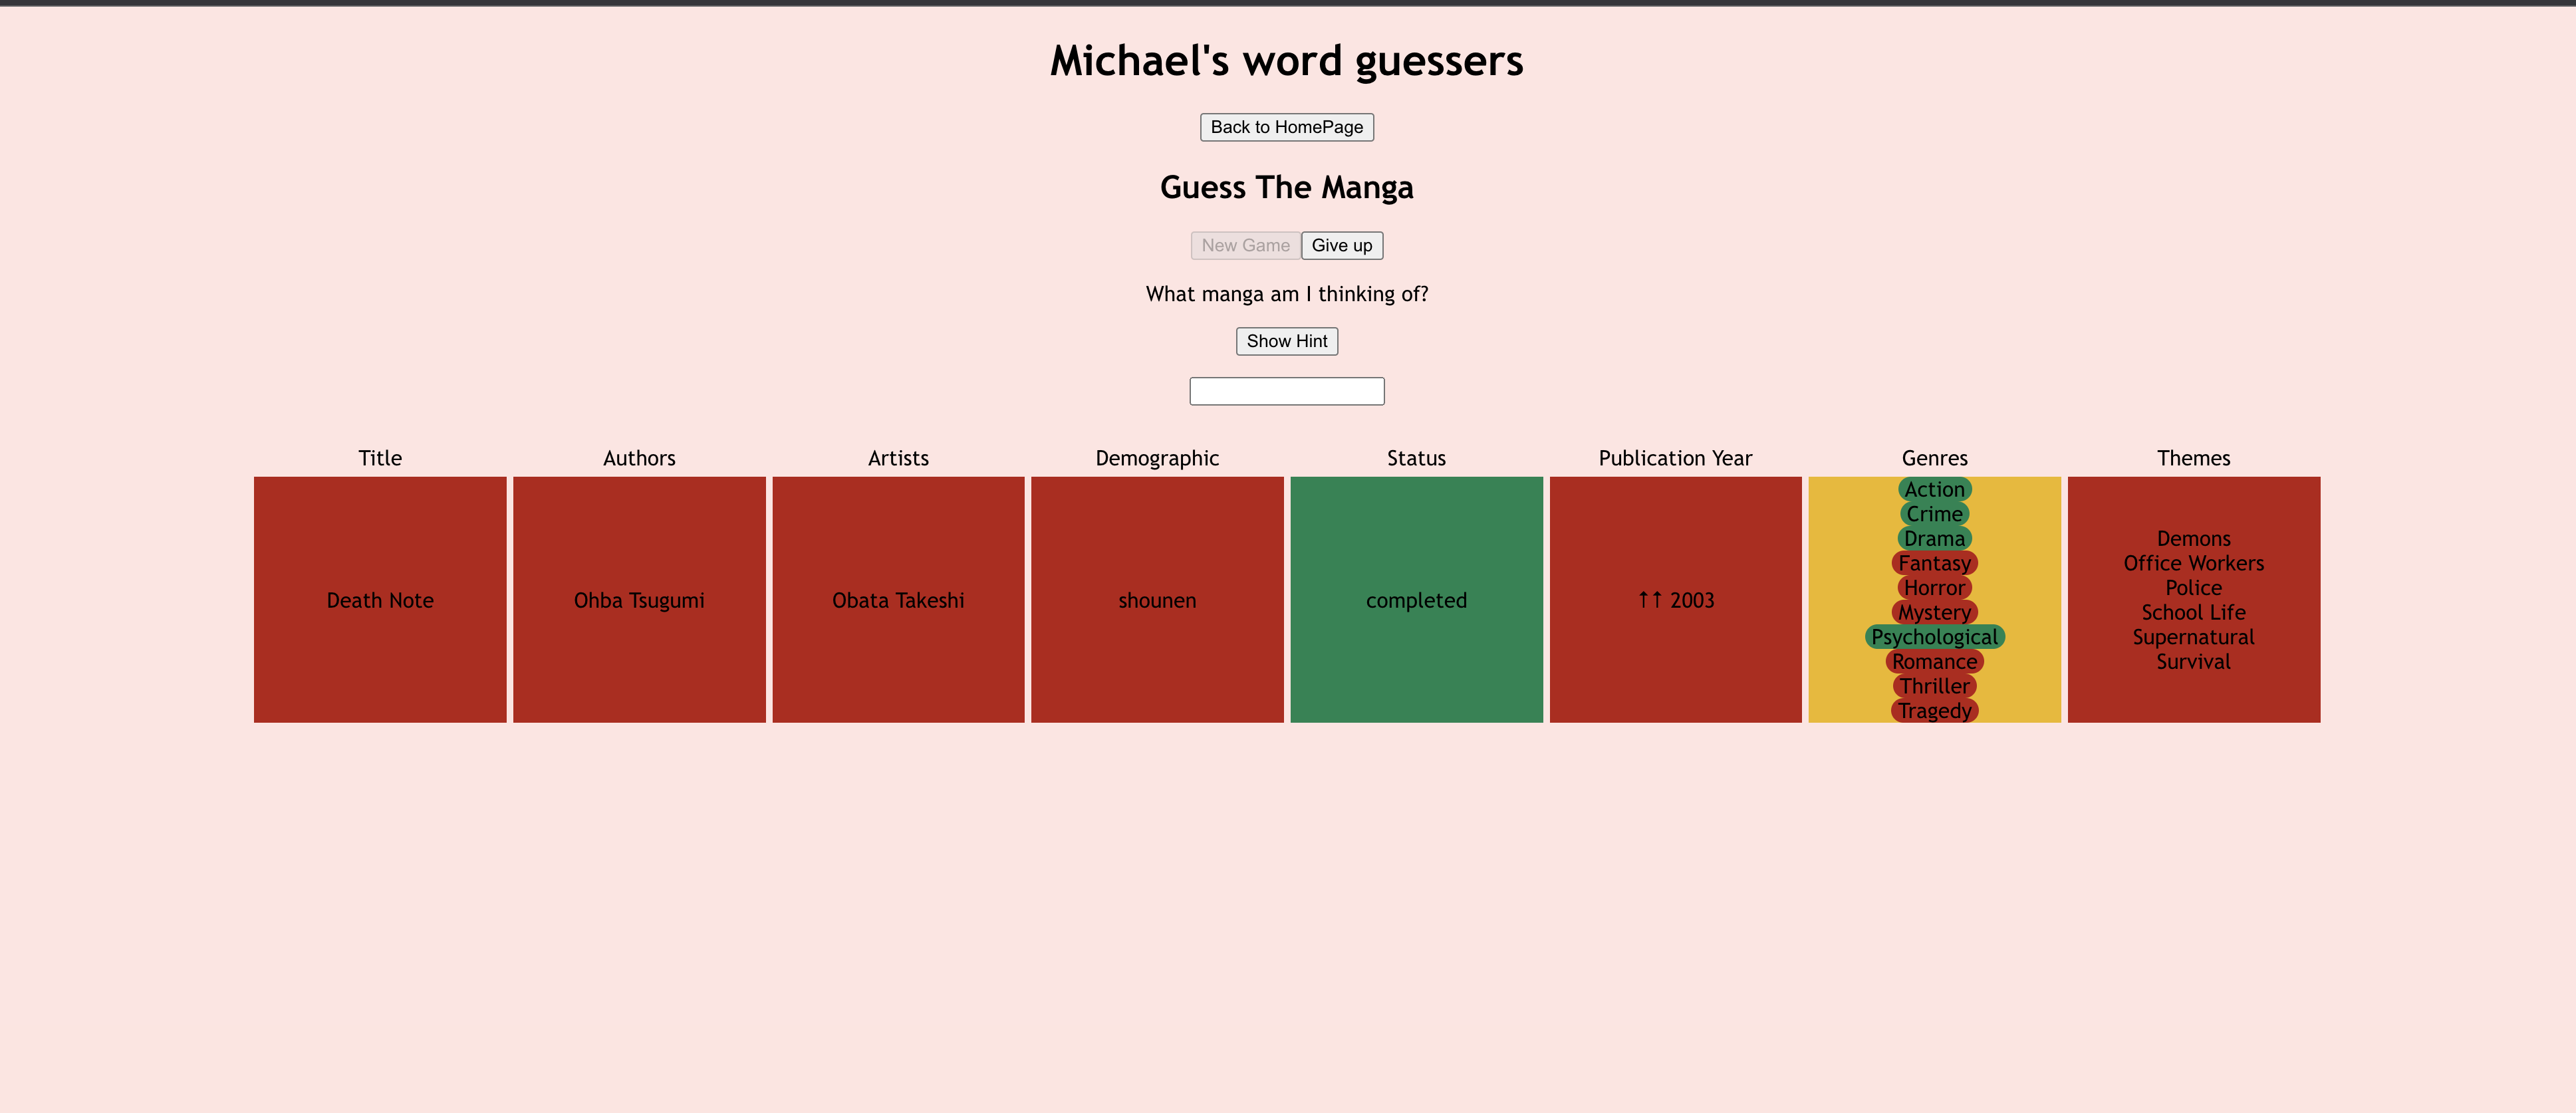 Michael's word guessers
Back to HomePage
Guess The Manga
New Game Give up
What manga am I thinking of?
Show Hint
Title Authors Artists Demographic Status Publication Year Genres Themes
Death Note
Ohba Tsugumi
Obata Takeshi
shounen
completed
↑↑ 2003
Action
Crime
Drama
Fantasy
Horror
Mystery
Psychological
Romance
Thriller
Tragedy
Demons
Office Workers
Police
School Life
Supernatural
Survival